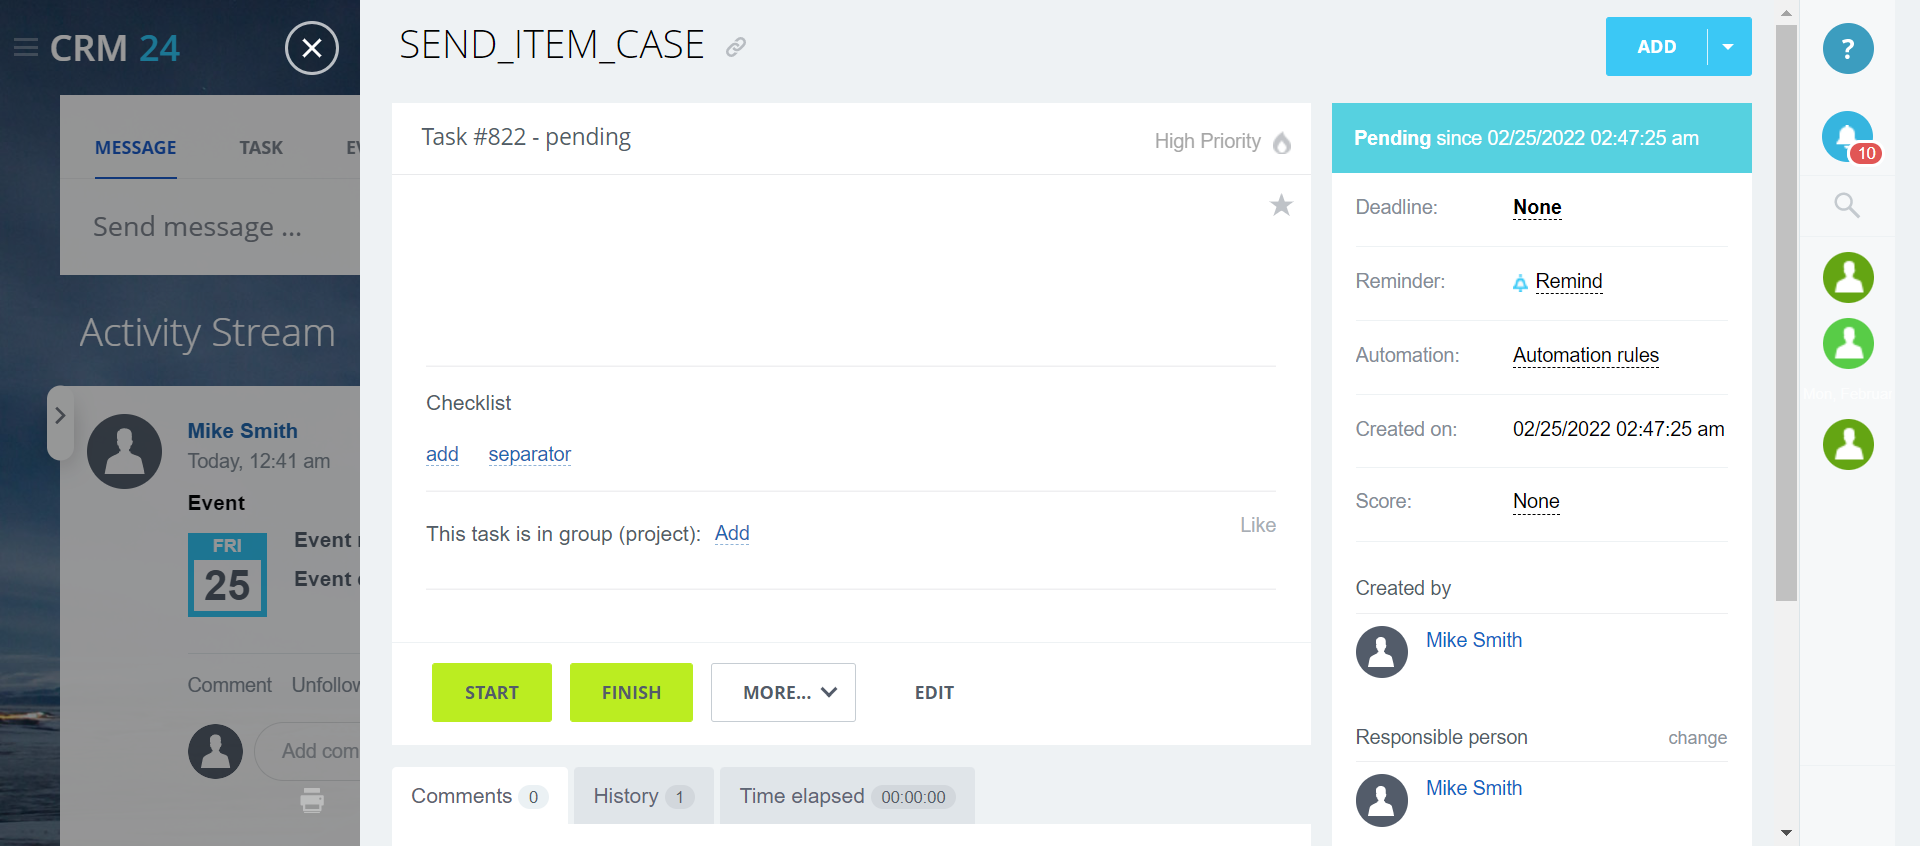 CRM 24
MESSAGE
TASK
Send message ...
Activity Stream
Mike Smith
Today, 12:41 am
Event
FRI
25
Event
Event
Comment
Unfollow
Add com
SEND_ITEM_CASE
ADD
Task #822 - pending
High Priority
Checklist
add
separator
This task is in group (project): Add
Like
START
FINISH
MORE...
EDIT
Comments 0
History 1
Time elapsed 00:00:00
Pending since 02/25/2022 02:47:25 am
Deadline: None
Reminder: Remind
Automation: Automation rules
Created on: 02/25/2022 02:47:25 am
Score: None
Created by
Mike Smith
Responsible person
change
Mike Smith
?
10